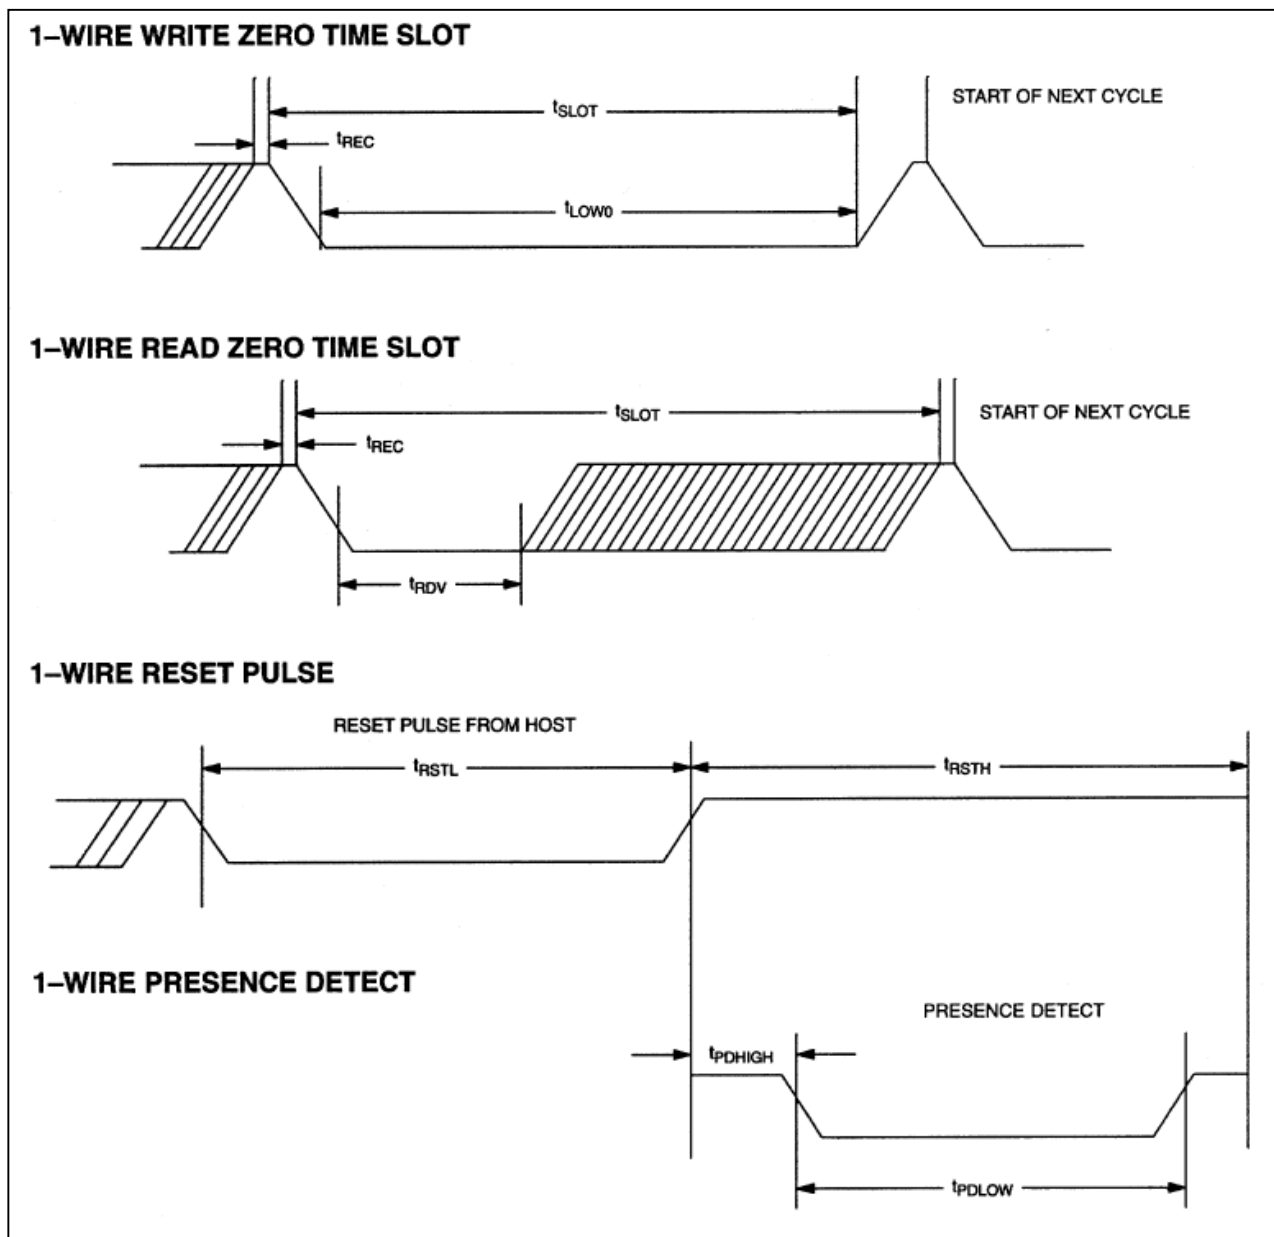 1–WIRE WRITE ZERO TIME SLOT
tSLOT
START OF NEXT CYCLE
tREC
tLOW0
1–WIRE READ ZERO TIME SLOT
tSLOT
START OF NEXT CYCLE
tREC
tRDV
1–WIRE RESET PULSE
RESET PULSE FROM HOST
tRSTL
tRSTH
1–WIRE PRESENCE DETECT
PRESENCE DETECT
tPDHIGH
tPDLOW